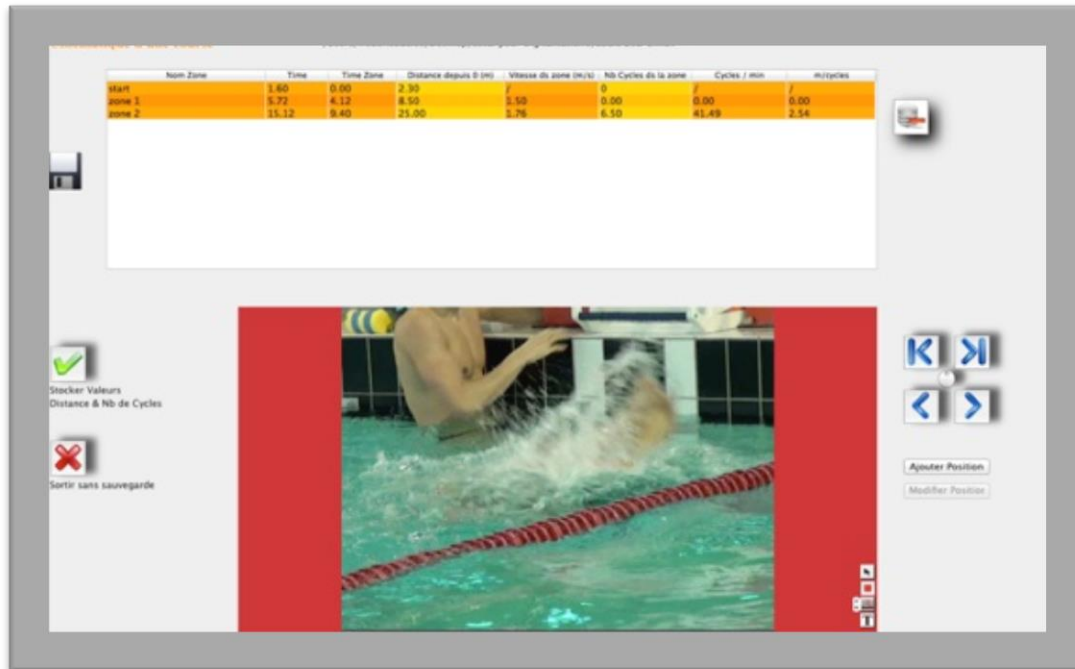 Nom Zone Time Time Zone Distance depuis 0 (m) Vitesse ds zone (m/s) Nb Cycles ds la zone Cycles / min m/cycles
start 1.60 0.00 2.30 / 0 / /
zone 1 5.72 4.12 8.50 1.50 0.00 0.00 0.00
zone 2 15.12 9.40 25.00 1.76 6.50 41.49 2.54
Stocker Valeurs
Distance & Nb de Cycles
Sortir sans sauvegarde
Ajouter Position
Modifier Position
T